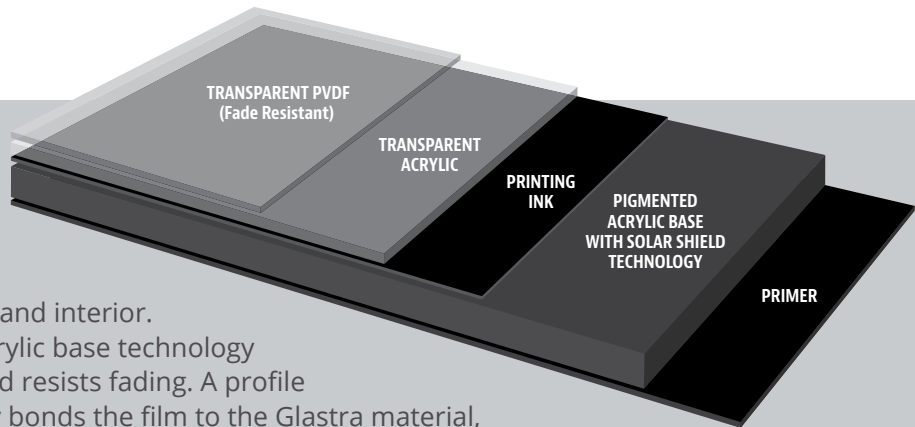 TRANSPARENT PVDF
(Fade Resistant)
TRANSPARENT
ACRYLIC
PRINTING
INK
PIGMENTED
ACRYLIC BASE
WITH SOLAR SHIELD
TECHNOLOGY
PRIMER
and interior.
base technology
resists fading. A profile
bonds the film to the Glastra material,